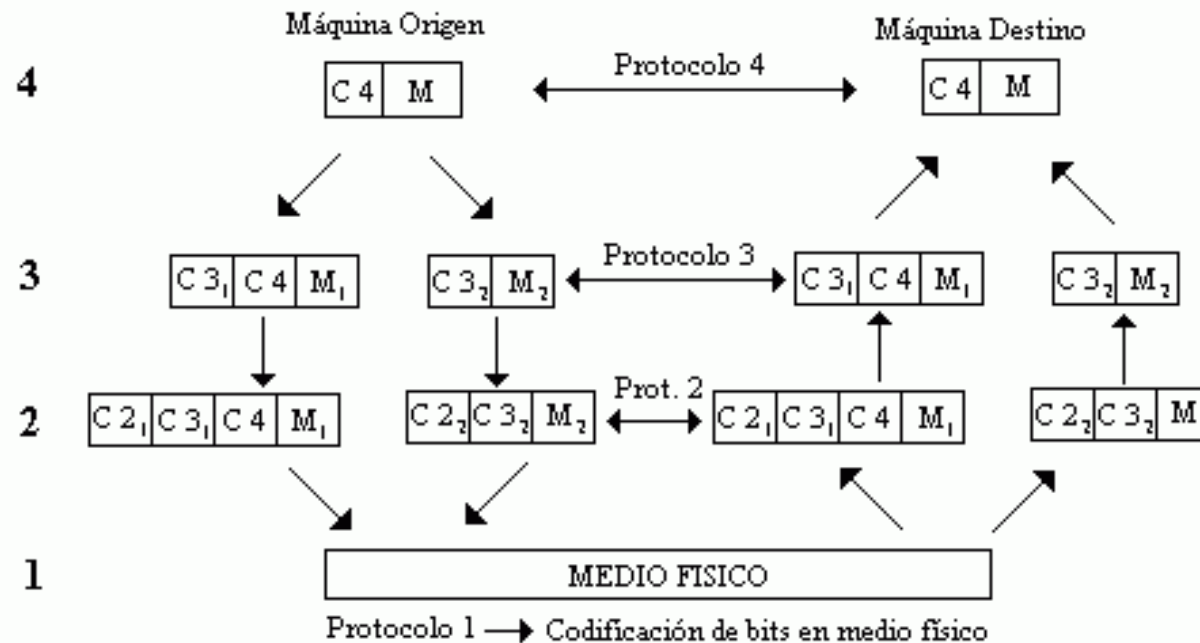 Máquina Origen
Máquina Destino
4
C 4 M
Protocolo 4
C 4 M
3
C 3₁ C 4 M₁
C 3₂ M₂
Protocolo 3
C 3₁ C 4 M₁
C 3₂ M₂
2
C 2₁ C 3₁ C 4 M₁
C 2₂ C 3₂ M₂
Prot. 2
C 2₁ C 3₁ C 4 M₁
C 2₂ C 3₂ M
1
MEDIO FISICO
Protocolo 1 → Codificación de bits en medio físico